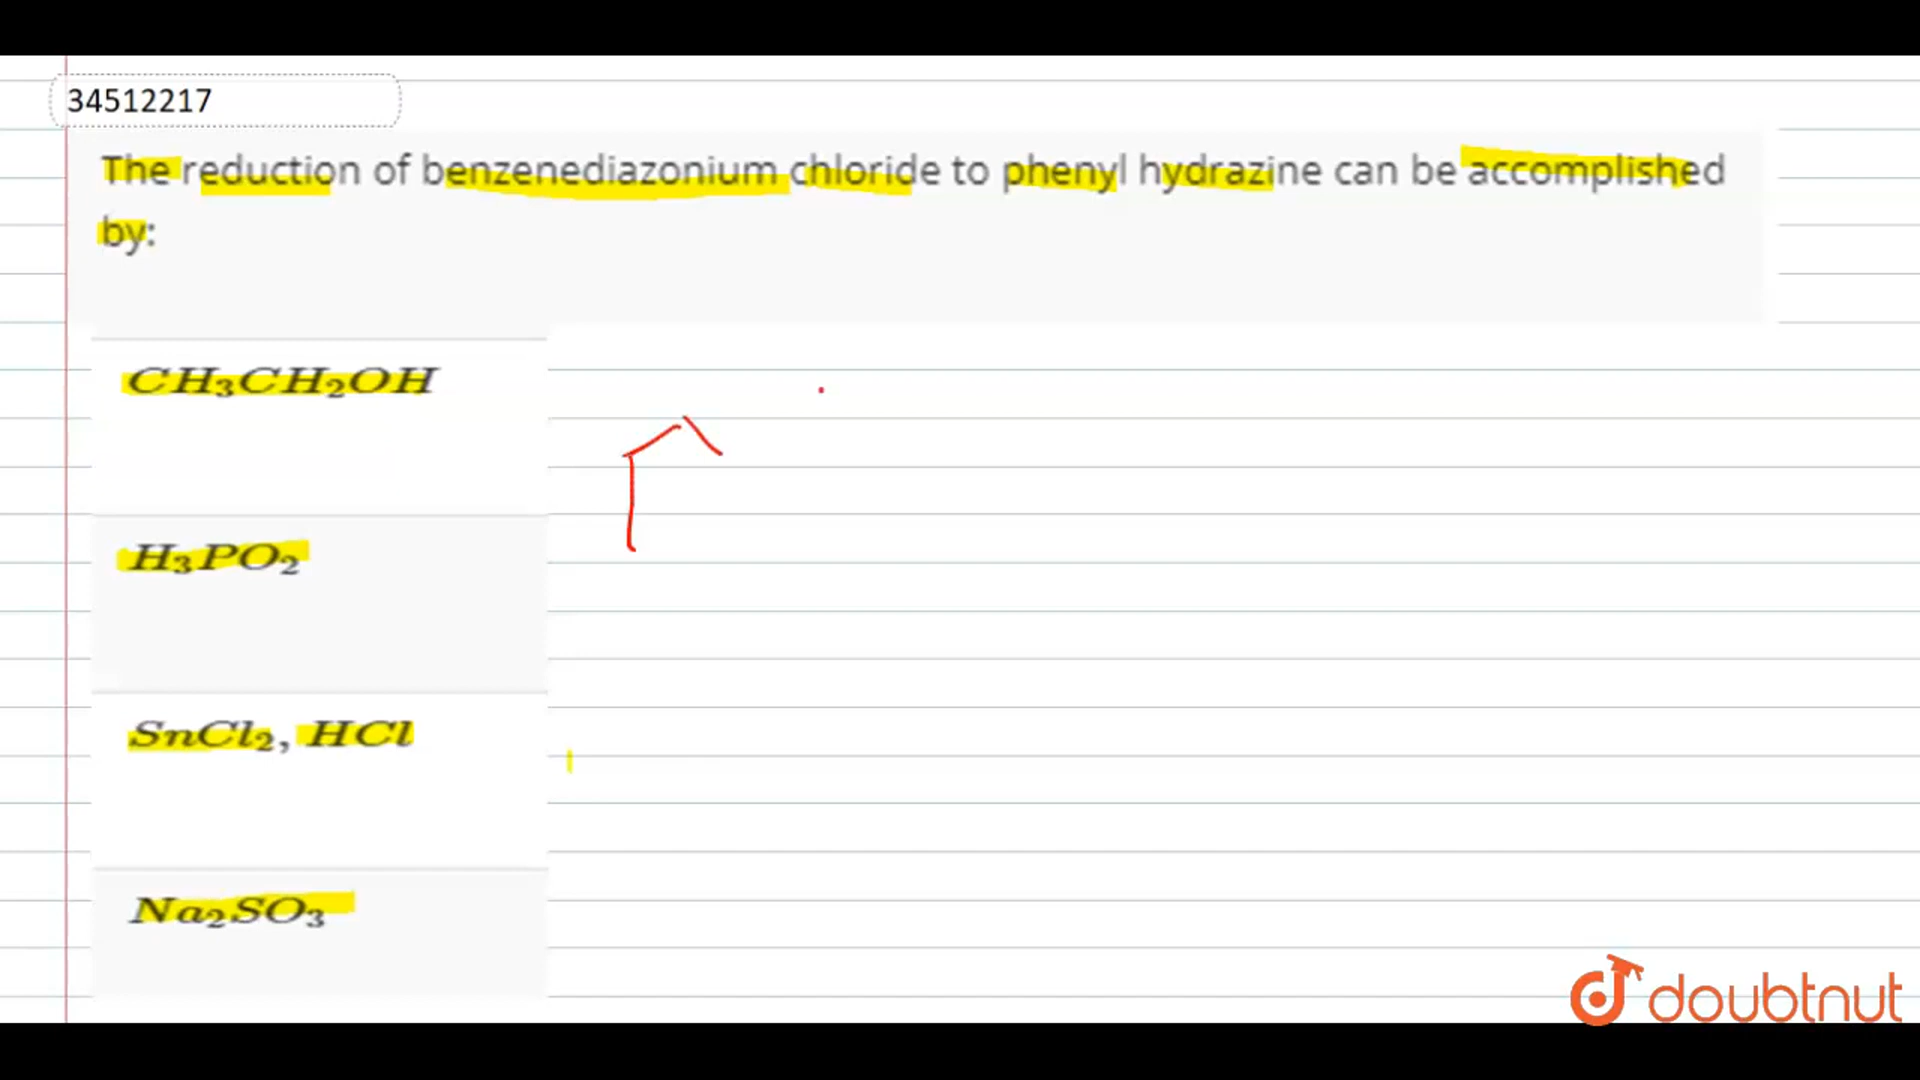 34512217
The reduction of benzenediazonium chloride to phenyl hydrazine can be accomplished
by:
CH₃CH₂OH
H₃PO₂
SnCl₂, HCl
Na₂SO₃
doubtnut